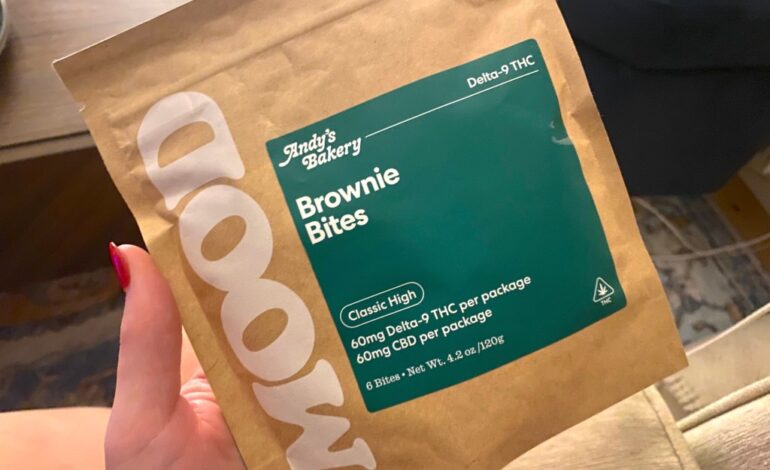 MOOD
Delta-9 THC
Andy's
Bakery
Brownie
Bites
Classic High
60mg Delta-9 THC per package
60mg CBD per package
6 Bites • Net Wt. 4.2 oz/120g
THC